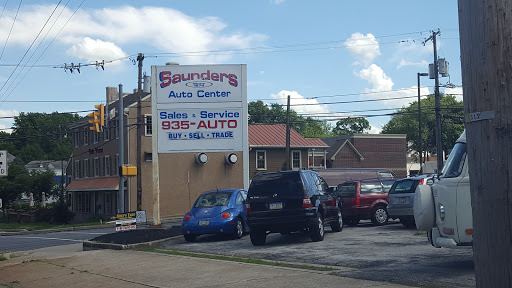 Saunders
Auto Center
Sales & Service
935-AUTO
BUY • SELL • TRADE